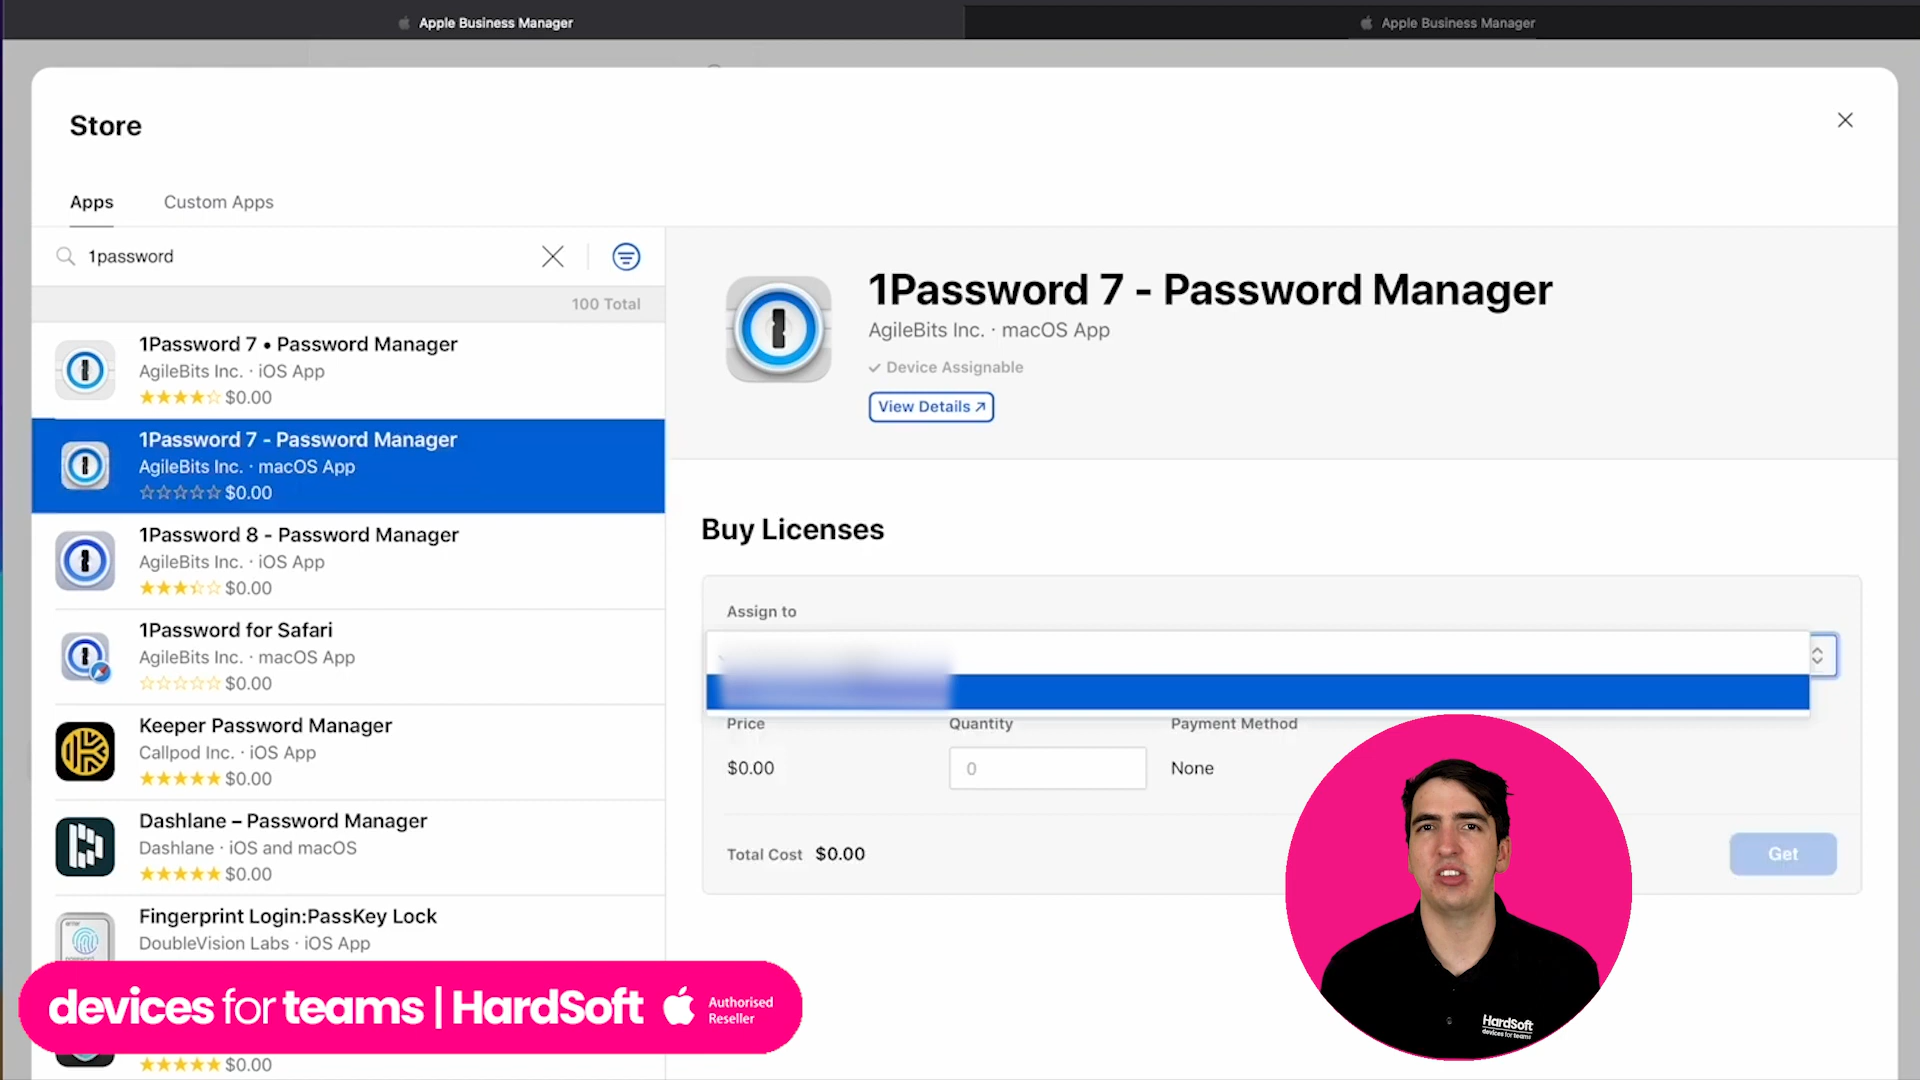 Apple Business Manager
Apple Business Manager
Store
Apps
Custom Apps
1password
100 Total
1Password 7 • Password Manager
AgileBits Inc. · iOS App
$0.00
1Password 7 - Password Manager
AgileBits Inc. · macOS App
$0.00
1Password 8 - Password Manager
AgileBits Inc. · iOS App
$0.00
1Password for Safari
AgileBits Inc. · macOS App
$0.00
Keeper Password Manager
Callpod Inc. · iOS App
$0.00
Dashlane – Password Manager
Dashlane · iOS and macOS
$0.00
Fingerprint Login:PassKey Lock
DoubleVision Labs · iOS App
$0.00
1Password 7 - Password Manager
AgileBits Inc. · macOS App
Device Assignable
View Details
Buy Licenses
Assign to
Price
Quantity
Payment Method
$0.00
0
None
Total Cost $0.00
Get
devices for teams | HardSoft
Authorised
Reseller
HardSoft
devices for teams